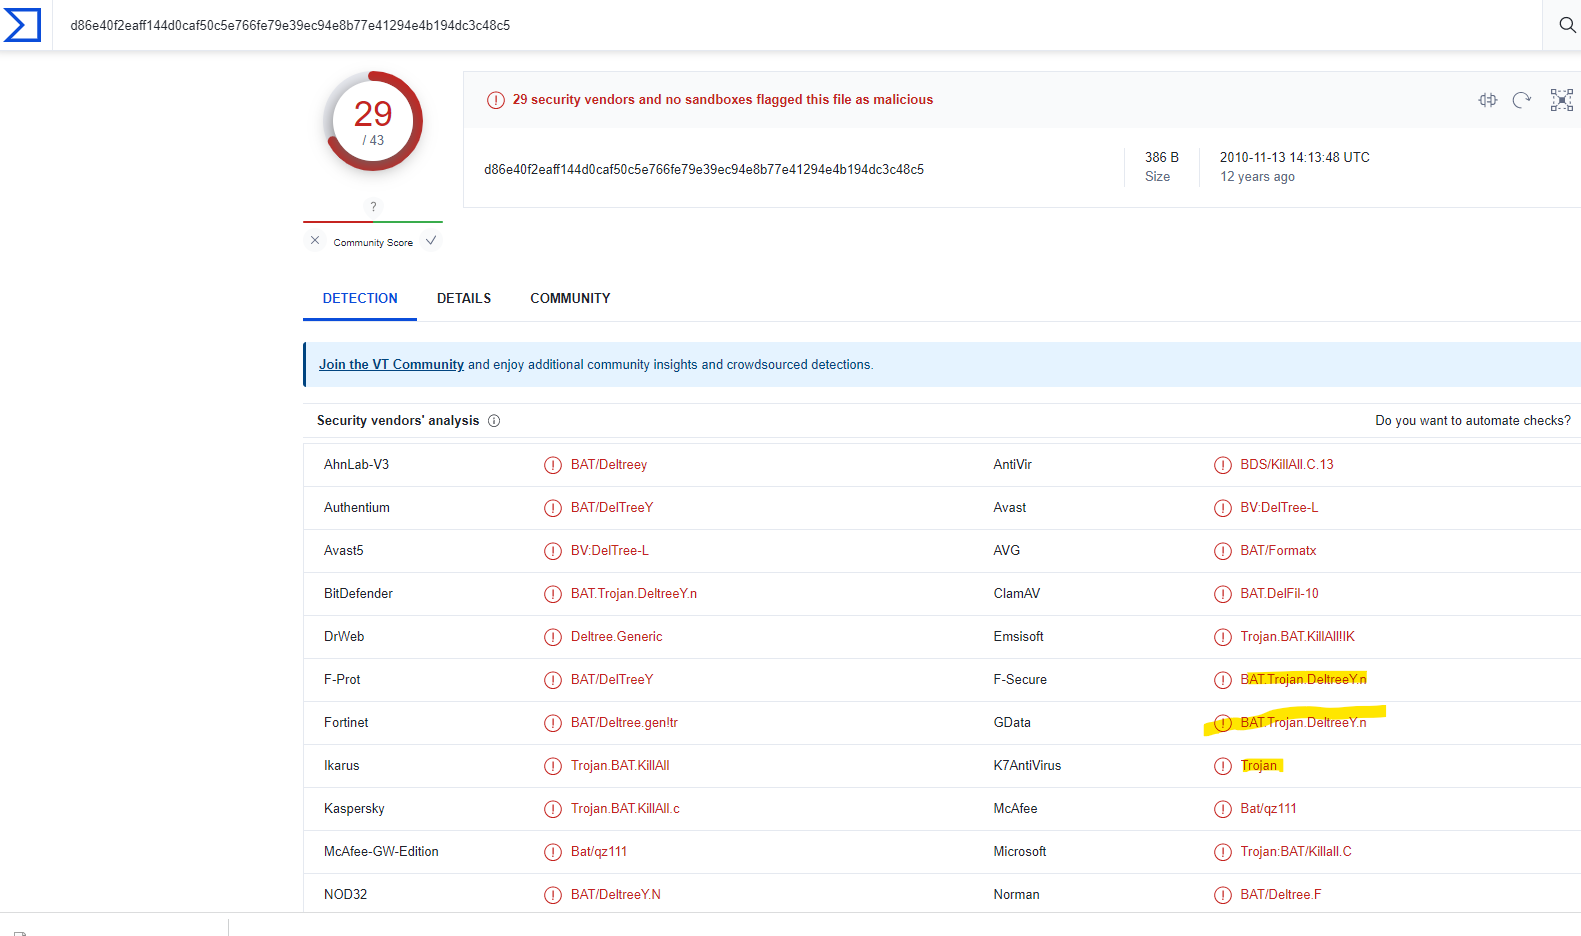 d86e40f2eaff144d0caf50c5e766fe79e39ec94e8b77e41294e4b194dc3c48c5
29
/ 43
29 security vendors and no sandboxes flagged this file as malicious
d86e40f2eaff144d0caf50c5e766fe79e39ec94e8b77e41294e4b194dc3c48c5
386 B
Size
2010-11-13 14:13:48 UTC
12 years ago
?
Community Score
DETECTION DETAILS COMMUNITY
Join the VT Community and enjoy additional community insights and crowdsourced detections.
Security vendors' analysis Do you want to automate checks?
AhnLab-V3 BAT/Deltreey AntiVir BDS/KillAll.C.13
Authentium BAT/DelTreeY Avast BV:DelTree-L
Avast5 BV:DelTree-L AVG BAT/Formatx
BitDefender BAT.Trojan.DeltreeY.n ClamAV BAT.DelFil-10
DrWeb Deltree.Generic Emsisoft Trojan.BAT.KillAll!IK
F-Prot BAT/DelTreeY F-Secure BAT.Trojan.DeltreeY.n
Fortinet BAT/Deltree.gen!tr GData BAT.Trojan.DeltreeY.n
Ikarus Trojan.BAT.KillAll K7AntiVirus Trojan
Kaspersky Trojan.BAT.KillAll.c McAfee Bat/qz111
McAfee-GW-Edition Bat/qz111 Microsoft Trojan:BAT/Killall.C
NOD32 BAT/DeltreeY.N Norman BAT/Deltree.F